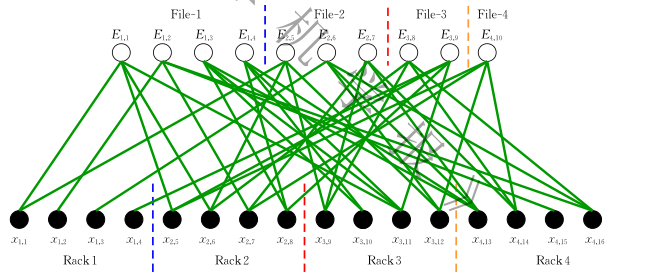 File-1 File-2 File-3 File-4
E1,1 E1,2 E1,3 E1,4 E2,5 E2,6 E2,7 E3,8 E3,9 E4,10
x1,1 x1,2 x1,3 x1,4 x2,5 x2,6 x2,7 x2,8 x3,9 x3,10 x3,11 x3,12 x4,13 x4,14 x4,15 x4,16
Rack 1 Rack 2 Rack 3 Rack 4